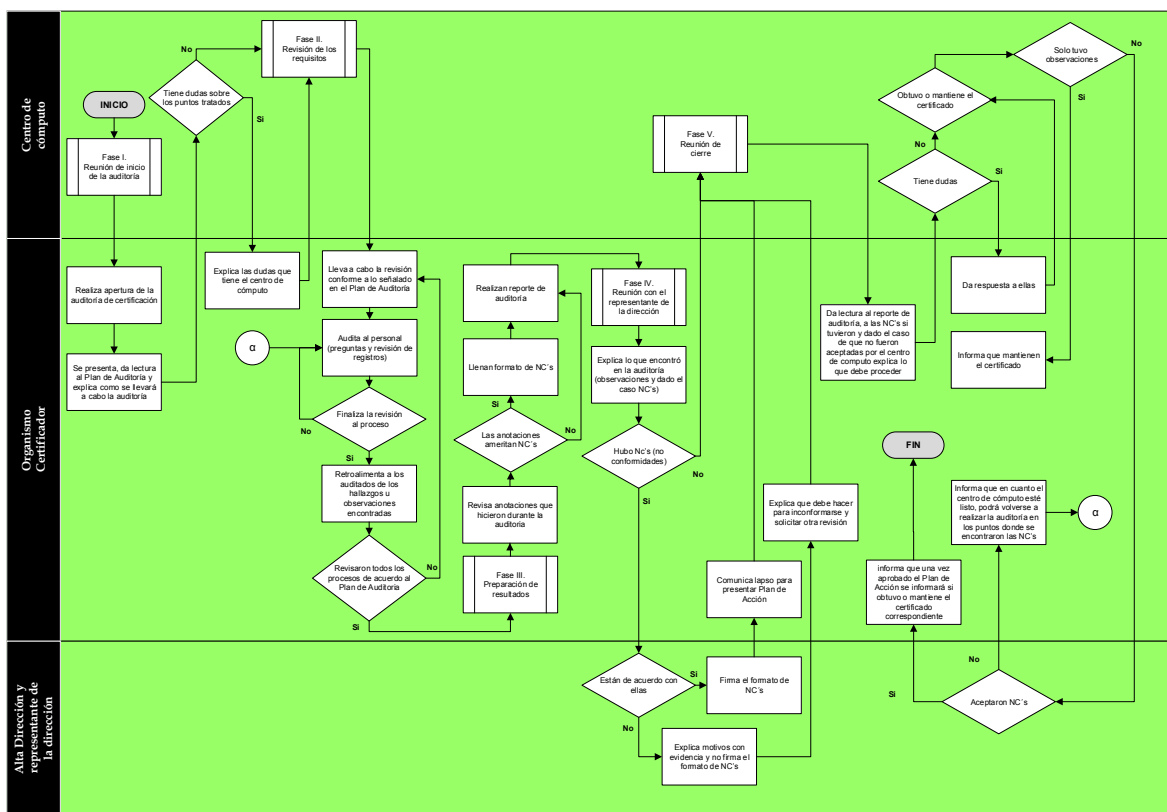 Centro de
cómputo
INICIO
Fase I.
Reunión de inicio
de la auditoría
Tiene dudas sobre
los puntos tratados
No
Si
Fase II.
Revisión de los
requisitos
Fase V.
Reunión de
cierre
Solo tuvo
observaciones
No
Si
Obtuvo o mantiene el
certificado
No
Tiene dudas
Si
Organismo
Certificador
Realiza apertura de la
auditoría de certificación
Se presenta, da lectura
al Plan de Auditoría y
explica como se llevará
a cabo la auditoría
Explica las dudas que
tiene el centro de
cómputo
Lleva a cabo la revisión
conforme a lo señalado
en el Plan de Auditoría
α
Audita al personal
(preguntas y revisión de
registros)
Finaliza la revisión
al proceso
No
Si
Retroalimenta a los
auditados de los
hallazgos u
observaciones
encontradas
Revisaron todos los
procesos de acuerdo al
Plan de Auditoría
No
Si
Realizan reporte de
auditoría
Llenan formato de NC´s
Si
Las anotaciones
ameritan NC´s
No
Revisa anotaciones que
hicieron durante la
auditoria
Fase III.
Preparación de
resultados
Fase IV.
Reunión con el
representante de
la dirección
Explica lo que encontró
en la auditoría
(observaciones y dado el
caso NC's)
Hubo Nc's (no
conformidades)
No
Si
Explica que debe hacer
para inconformarse y
solicitar otra revisión
Comunica lapso para
presentar Plan de
Acción
Da lectura al reporte de
auditoría, a las NC's si
tuvieron y dado el caso
de que no fueron
aceptadas por el centro
de computo explica lo
que debe proceder
Da respuesta a ellas
Informa que mantienen
el certificado
FIN
Informa que en cuanto el
centro de cómputo esté
listo, podrá volverse a
realizar la auditoría en
los puntos donde se
encontraron las NC's
α
informa que una vez
aprobado el Plan de
Acción se informará si
obtuvo o mantiene el
certificado
correspondiente
Alta Dirección y
representante de
la dirección
Están de acuerdo con
ellas
Si
No
Firma el formato de
NC´s
Explica motivos con
evidencia y no firma el
formato de NC's
No
Si
Aceptaron NC´s